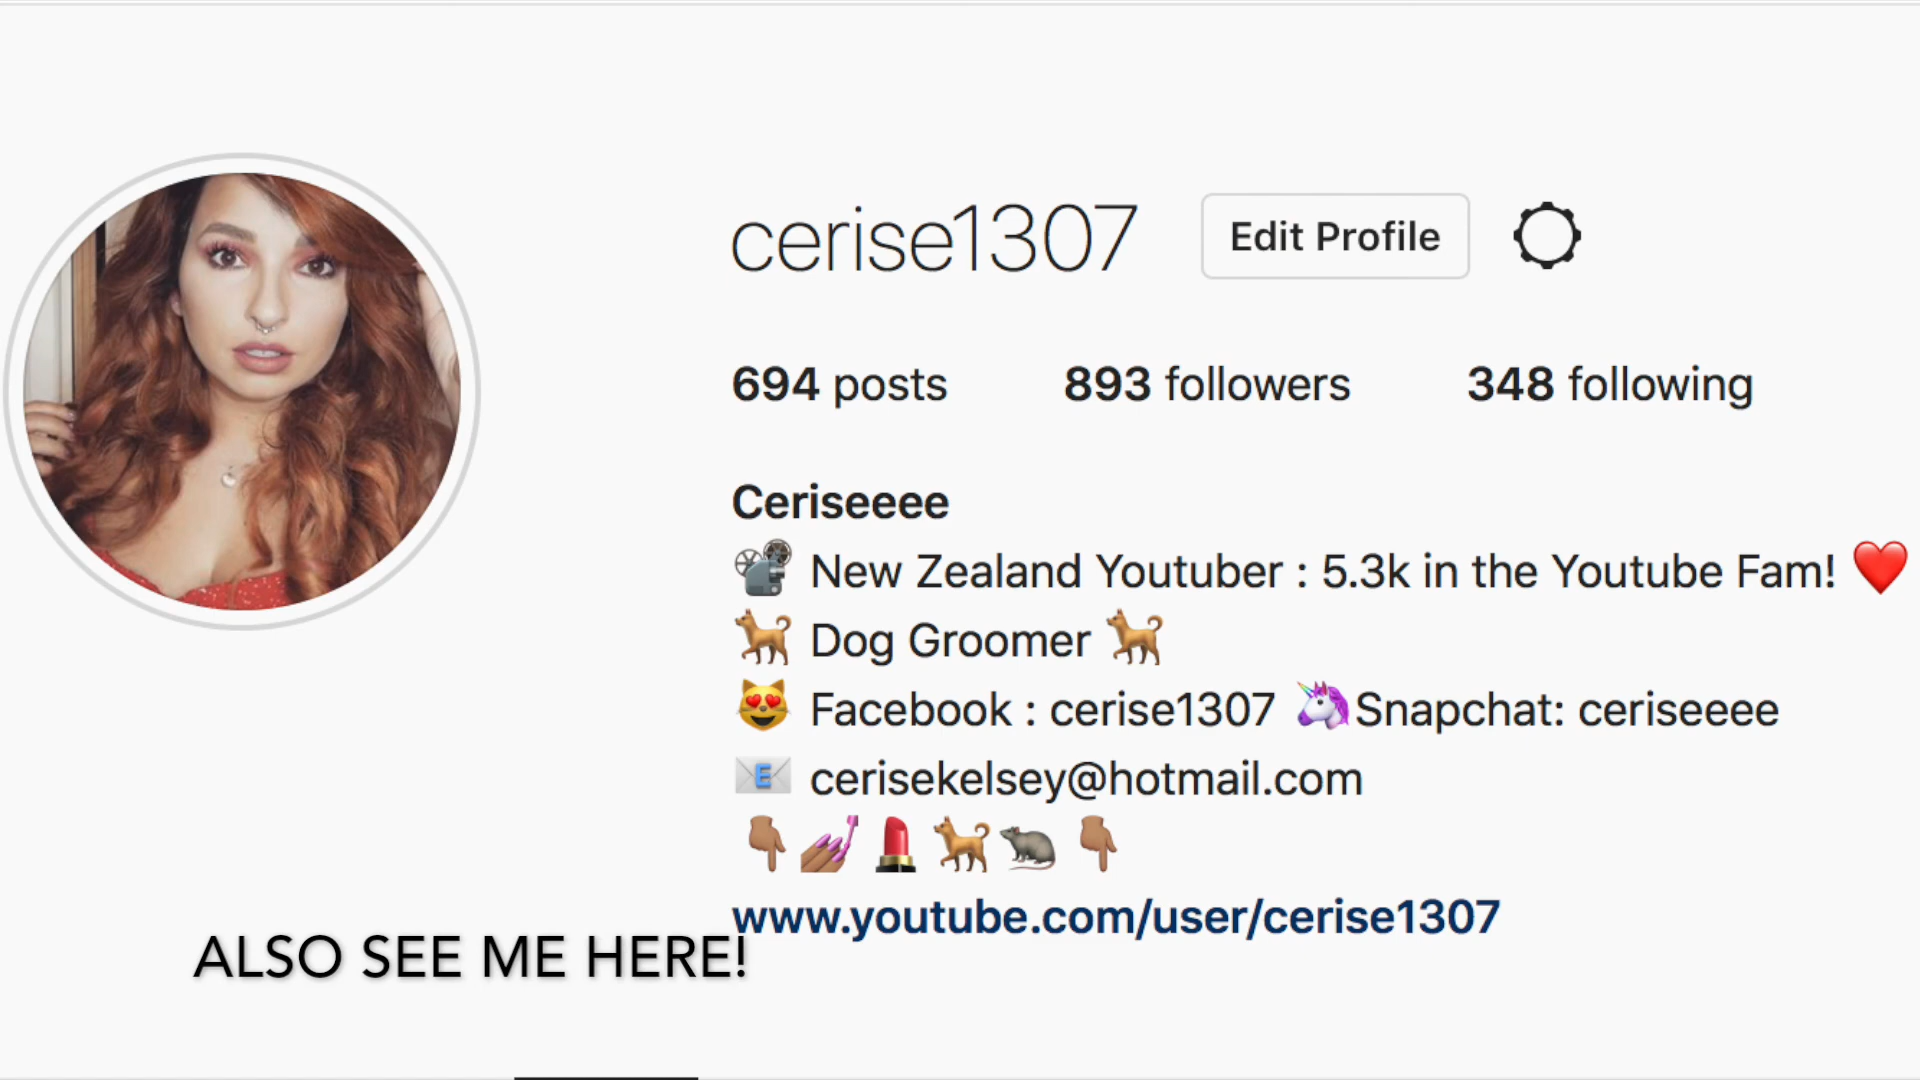 cerise1307 Edit Profile
694 posts 893 followers 348 following
Ceriseeee
New Zealand Youtuber : 5.3k in the Youtube Fam!
Dog Groomer
Facebook : cerise1307 Snapchat: ceriseeee
cerisekelsey@hotmail.com
www.youtube.com/user/cerise1307
ALSO SEE ME HERE!